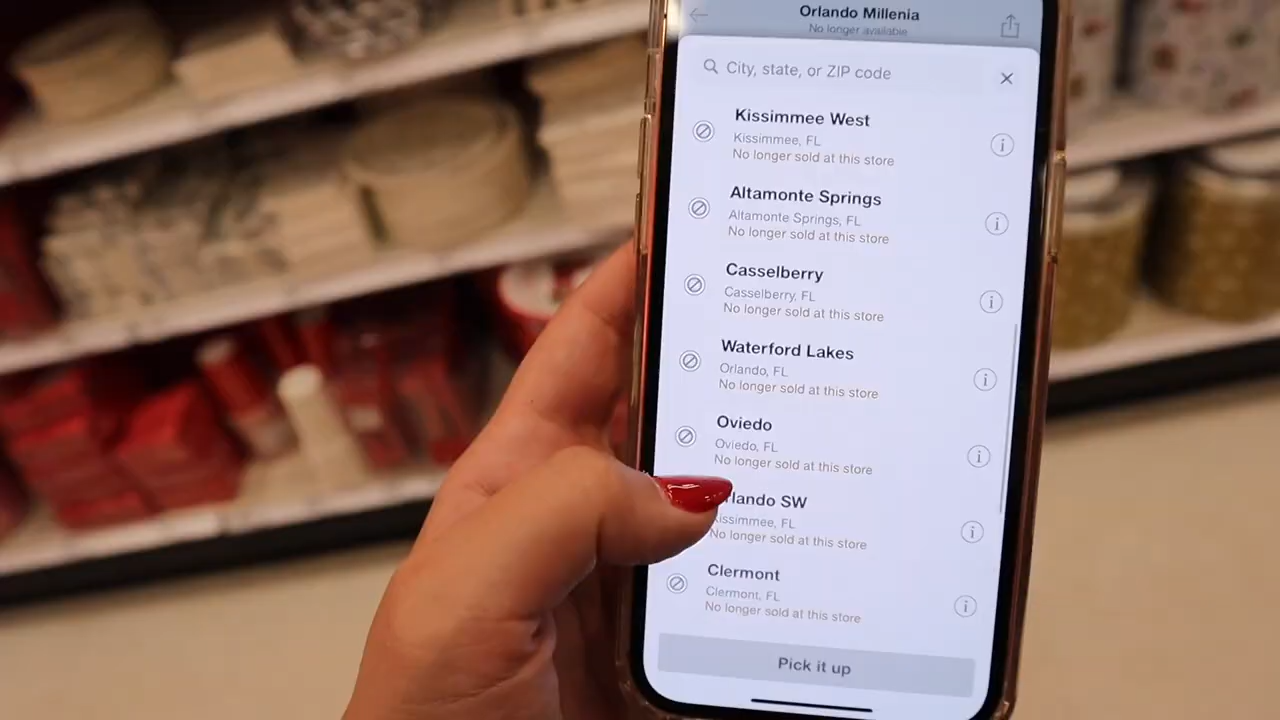 Orlando Millenia
No longer available
City, state, or ZIP code
Kissimmee West
Kissimmee, FL
No longer sold at this store
Altamonte Springs
Altamonte Springs, FL
No longer sold at this store
Casselberry
Casselberry, FL
No longer sold at this store
Waterford Lakes
Orlando, FL
No longer sold at this store
Oviedo
Oviedo, FL
No longer sold at this store
rlando SW
issimmee, FL
No longer sold at this store
Clermont
Clermont, FL
No longer sold at this store
Pick it up